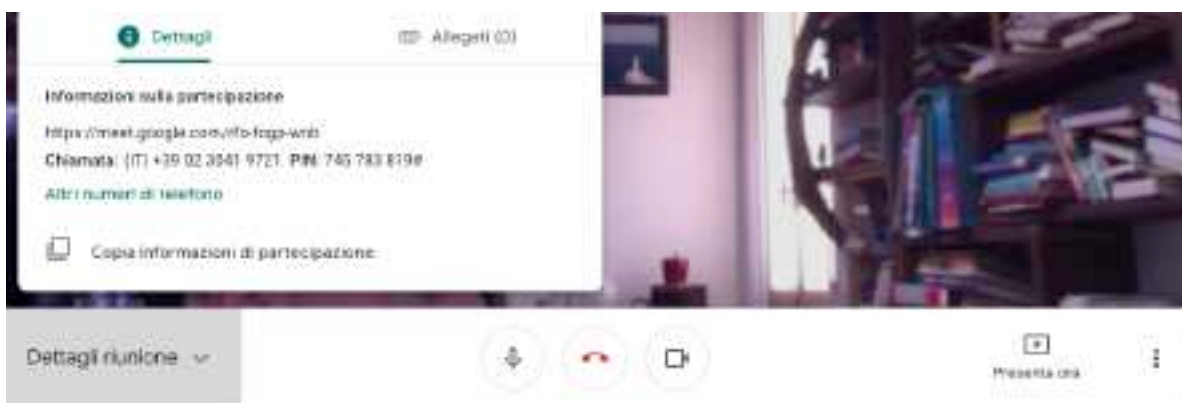 Dettagli
Allegati (0)
Informazioni sulla partecipazione
Chiamata: (IT) +39 02 3041 9721 PIN: 745 783 819#
Altri numeri di telefono
Copia informazioni di partecipazione
Dettagli riunione
Presenta ora